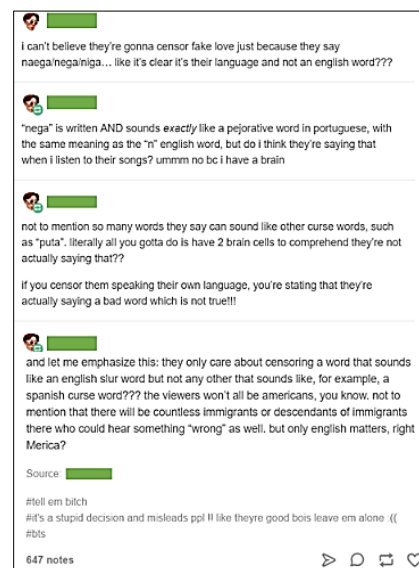 i can't believe they're gonna censor fake love just because they say
naega/nega/niga... like it's clear it's their language and not an english word???
"nega" is written AND sounds exactly like a pejorative word in portuguese, with
the same meaning as the "n" english word, but do i think they're saying that
when i listen to their songs? ummm no bc i have a brain
not to mention so many words they say can sound like other curse words, such
as "puta". literally all you gotta do is have 2 brain cells to comprehend they're not
actually saying that??
if you censor them speaking their own language, you're stating that they're
actually saying a bad word which is not true!!!
and let me emphasize this: they only care about censoring a word that sounds
like an english slur word but not any other that sounds like, for example, a
spanish curse word??? the viewers won't all be americans, you know. not to
mention that there will be countless immigrants or descendants of immigrants
there who could hear something "wrong" as well. but only english matters, right
Merica?
Source:
#tell em bitch
#it's a stupid decision and misleads ppl !! like theyre good bois leave em alone :((
#bts
647 notes